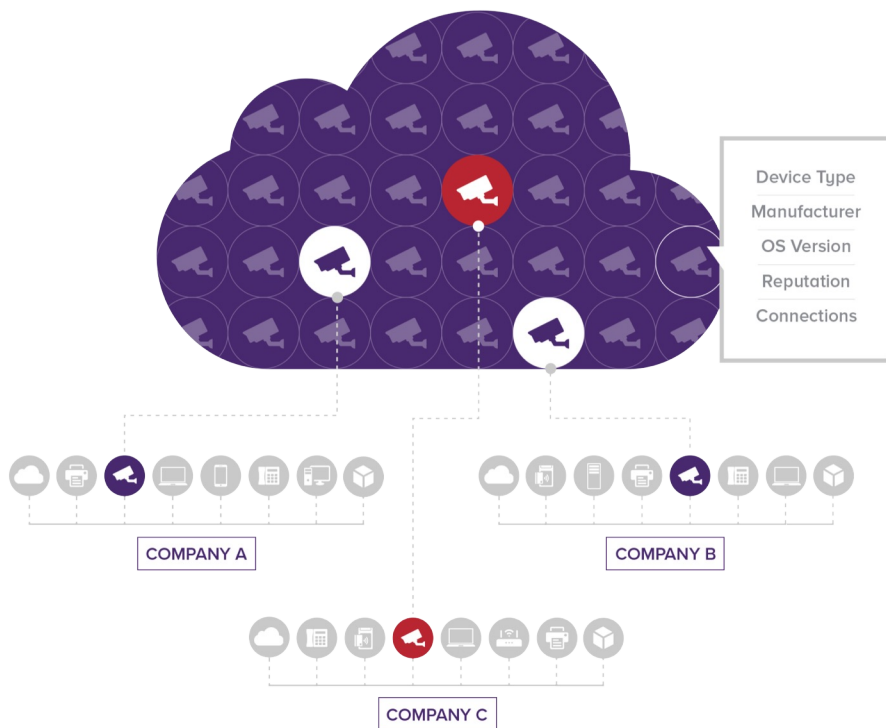 Device Type
Manufacturer
OS Version
Reputation
Connections
COMPANY A
COMPANY B
COMPANY C